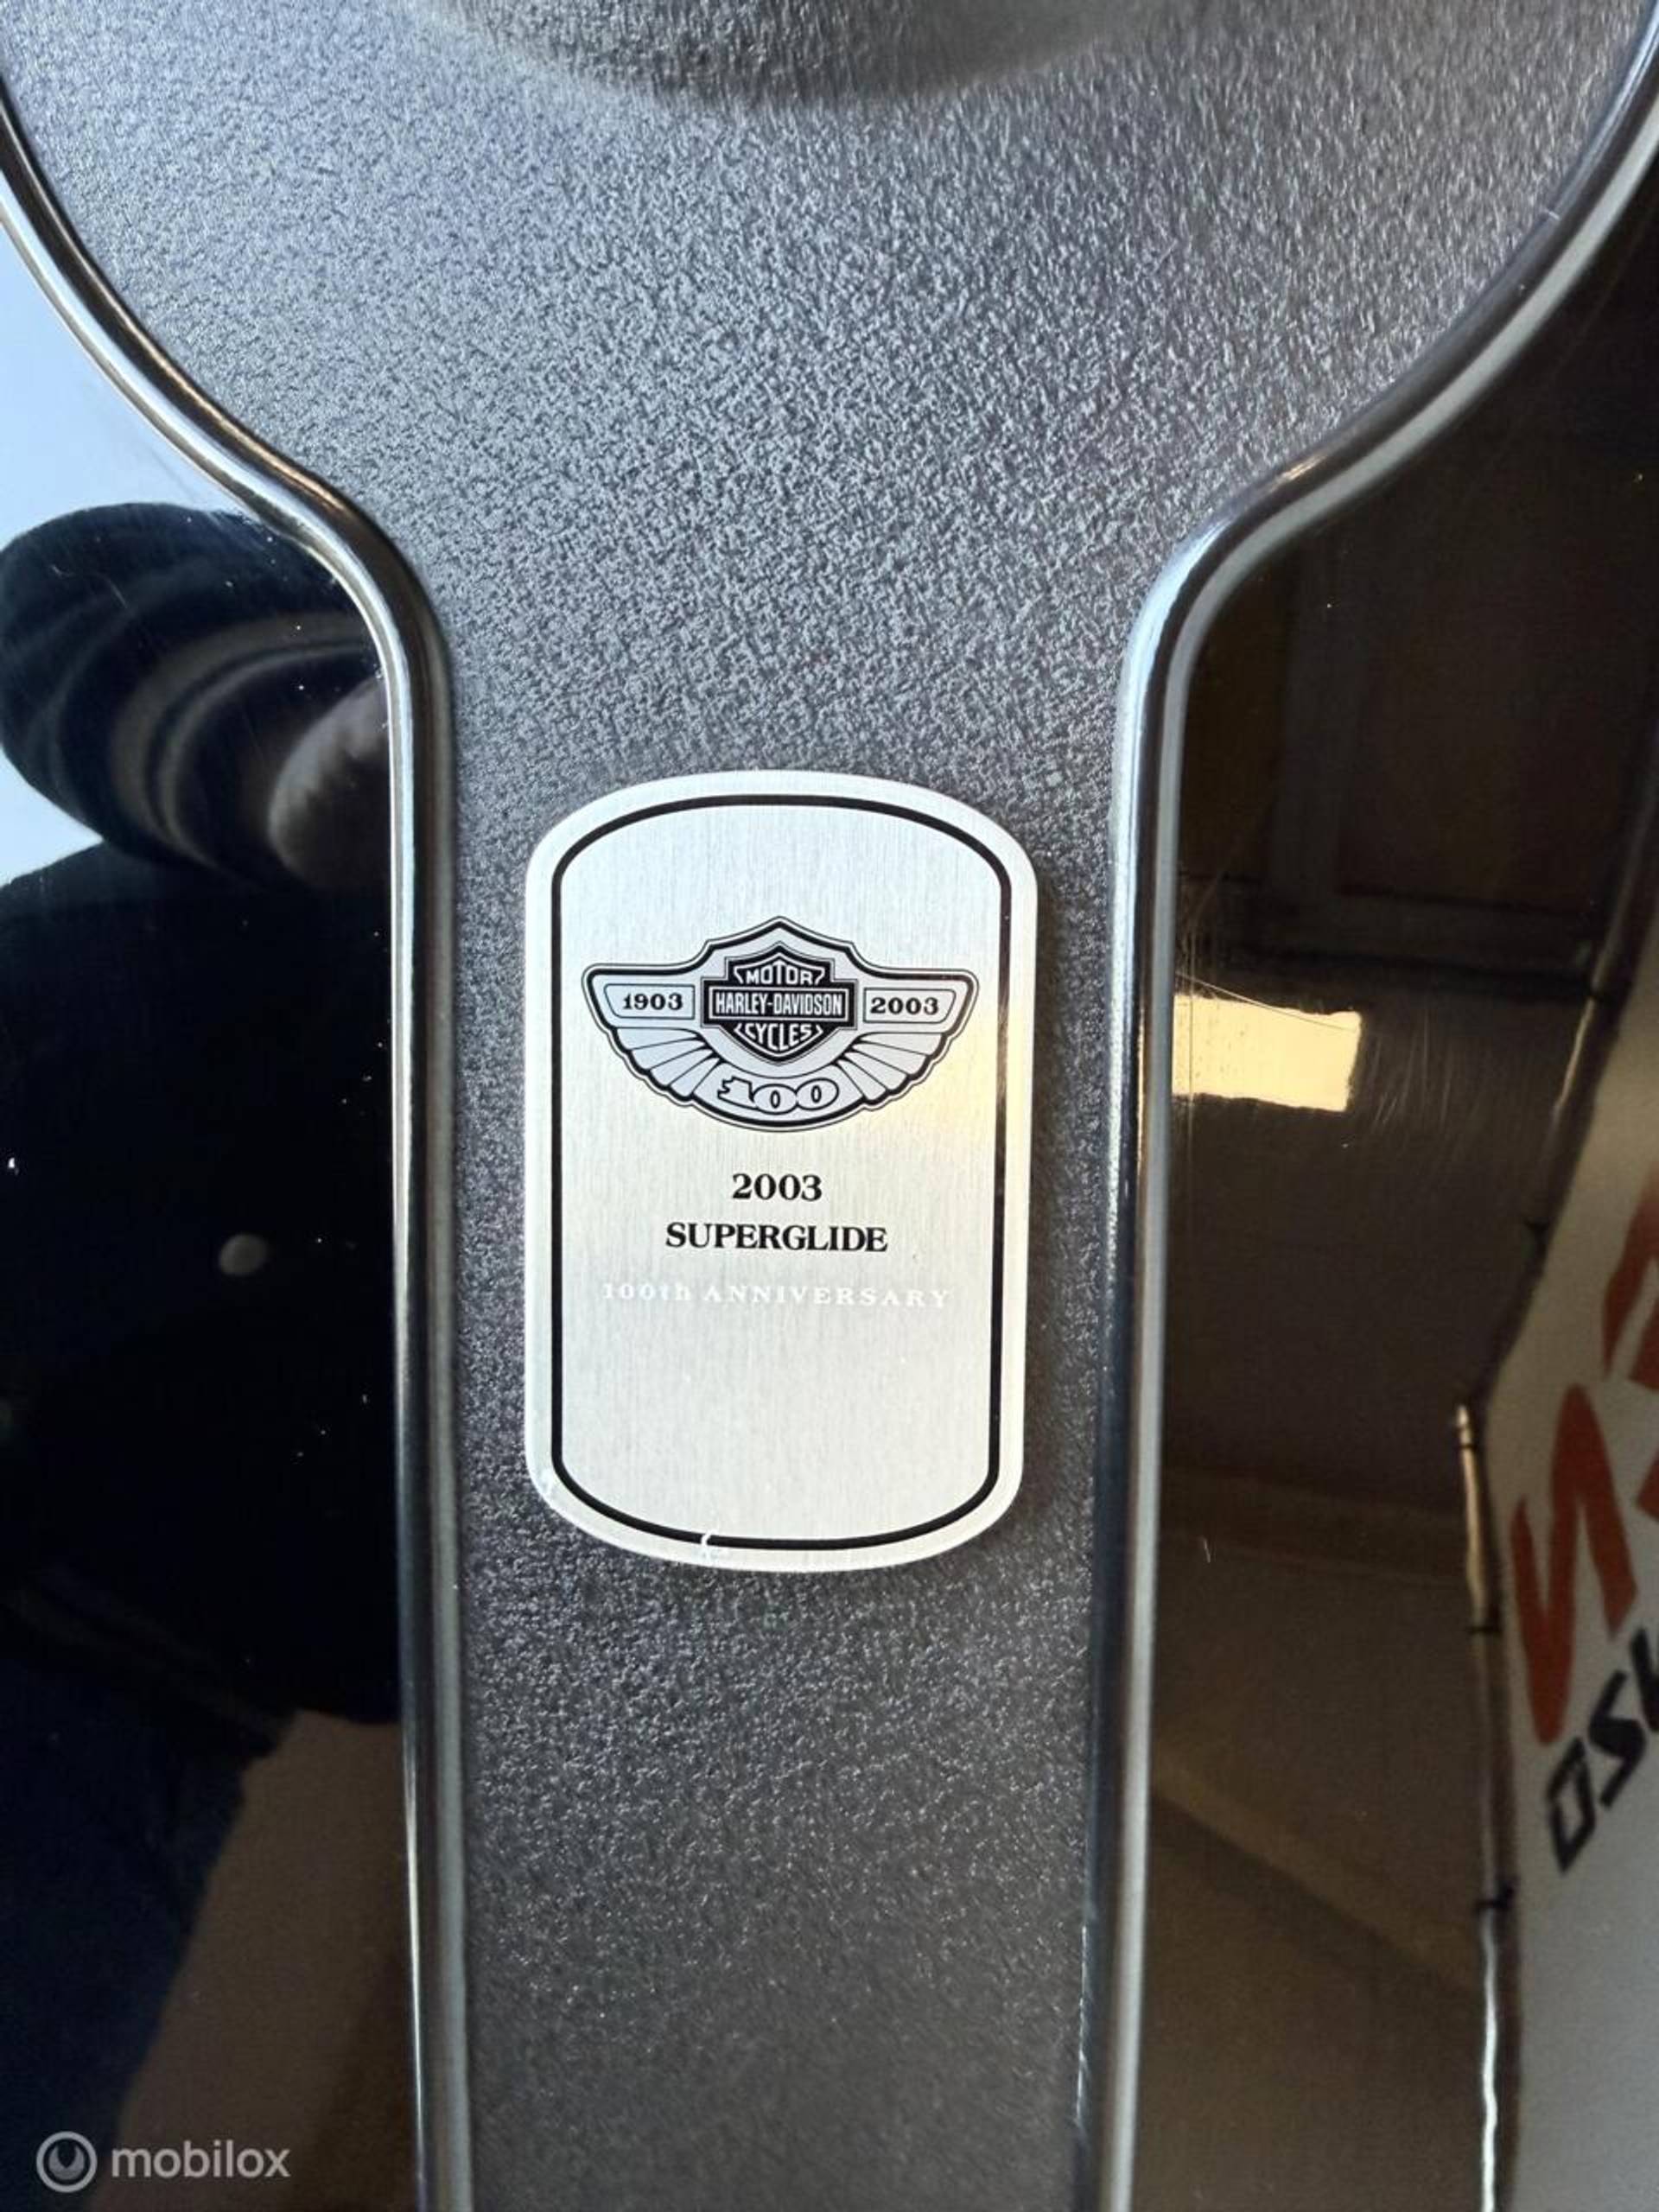 MOTOR
1903 HARLEY-DAVIDSON 2003
CYCLES
100
2003
SUPERGLIDE
100th ANNIVERSARY
mobilox